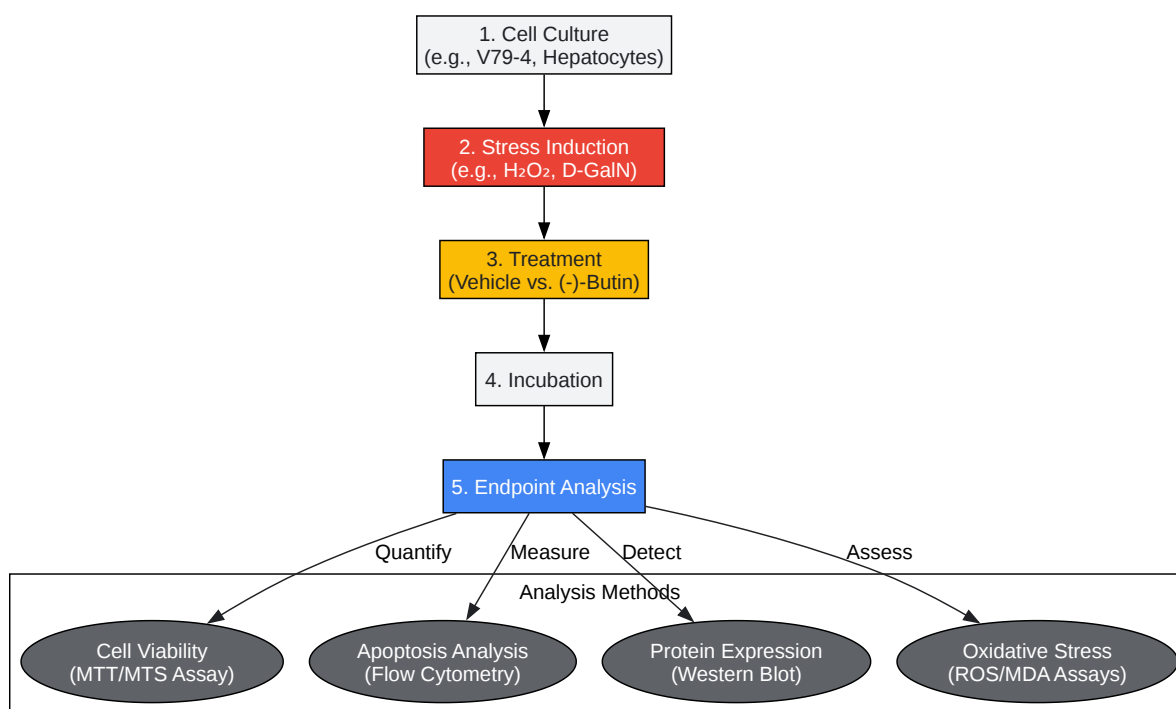 1. Cell Culture
(e.g., V79-4, Hepatocytes)
2. Stress Induction
(e.g., H₂O₂, D-GalN)
3. Treatment
(Vehicle vs. (-)-Butin)
4. Incubation
5. Endpoint Analysis
Quantify
Measure
Detect
Assess
Analysis Methods
Cell Viability
(MTT/MTS Assay)
Apoptosis Analysis
(Flow Cytometry)
Protein Expression
(Western Blot)
Oxidative Stress
(ROS/MDA Assays)